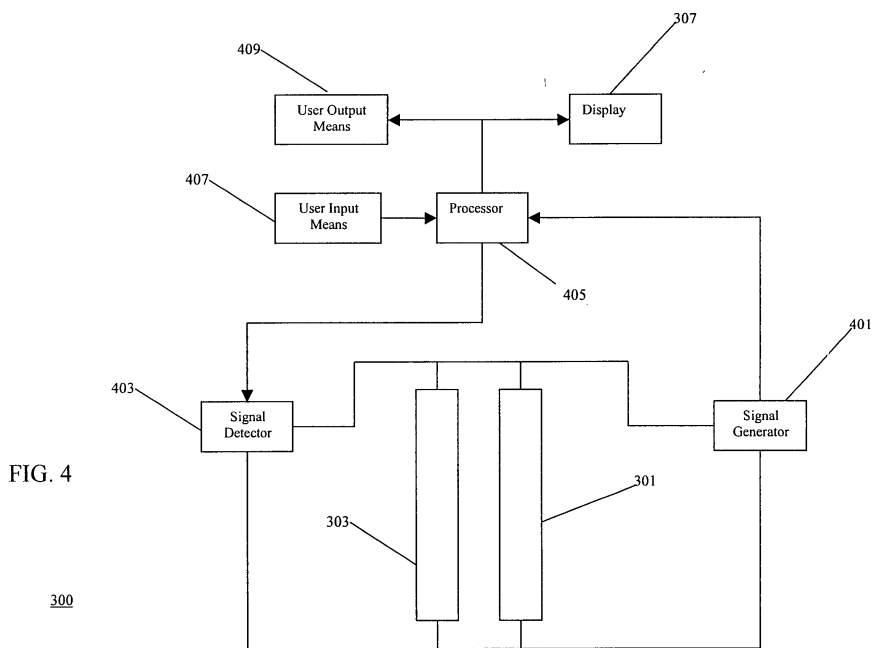 307
409
User Output
Means
Display
407
User Input
Means
Processor
405
401
403
Signal
Detector
Signal
Generator
FIG. 4
301
303
300